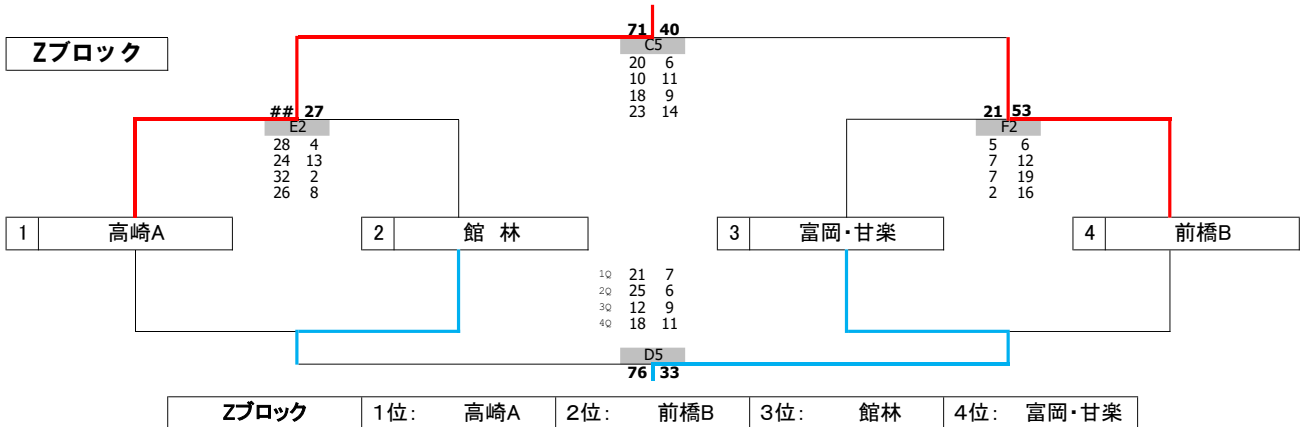 71 40
Zブロック
C5
20 6
10 11
18 9
23 14
## 27
E2
28 4
24 13
32 2
26 8
21 53
F2
5 6
7 12
7 19
2 16
1 高崎A 2 館 林 3 富岡・甘楽 4 前橋B
1Q 21 7
2Q 25 6
3Q 12 9
4Q 18 11
D5
76 33
Zブロック 1位: 高崎A 2位: 前橋B 3位: 館林 4位: 富岡・甘楽